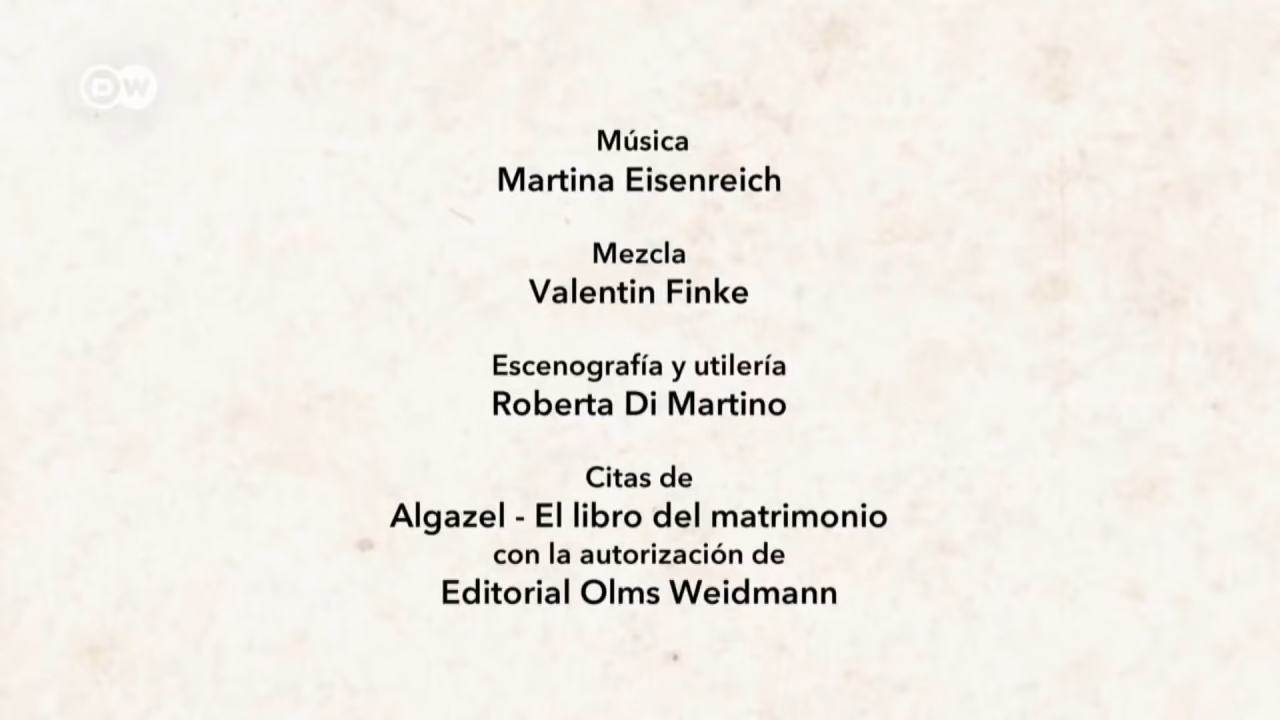 DW
Música
Martina Eisenreich
Mezcla
Valentin Finke
Escenografía y utilería
Roberta Di Martino
Citas de
Algazel - El libro del matrimonio
con la autorización de
Editorial Olms Weidmann